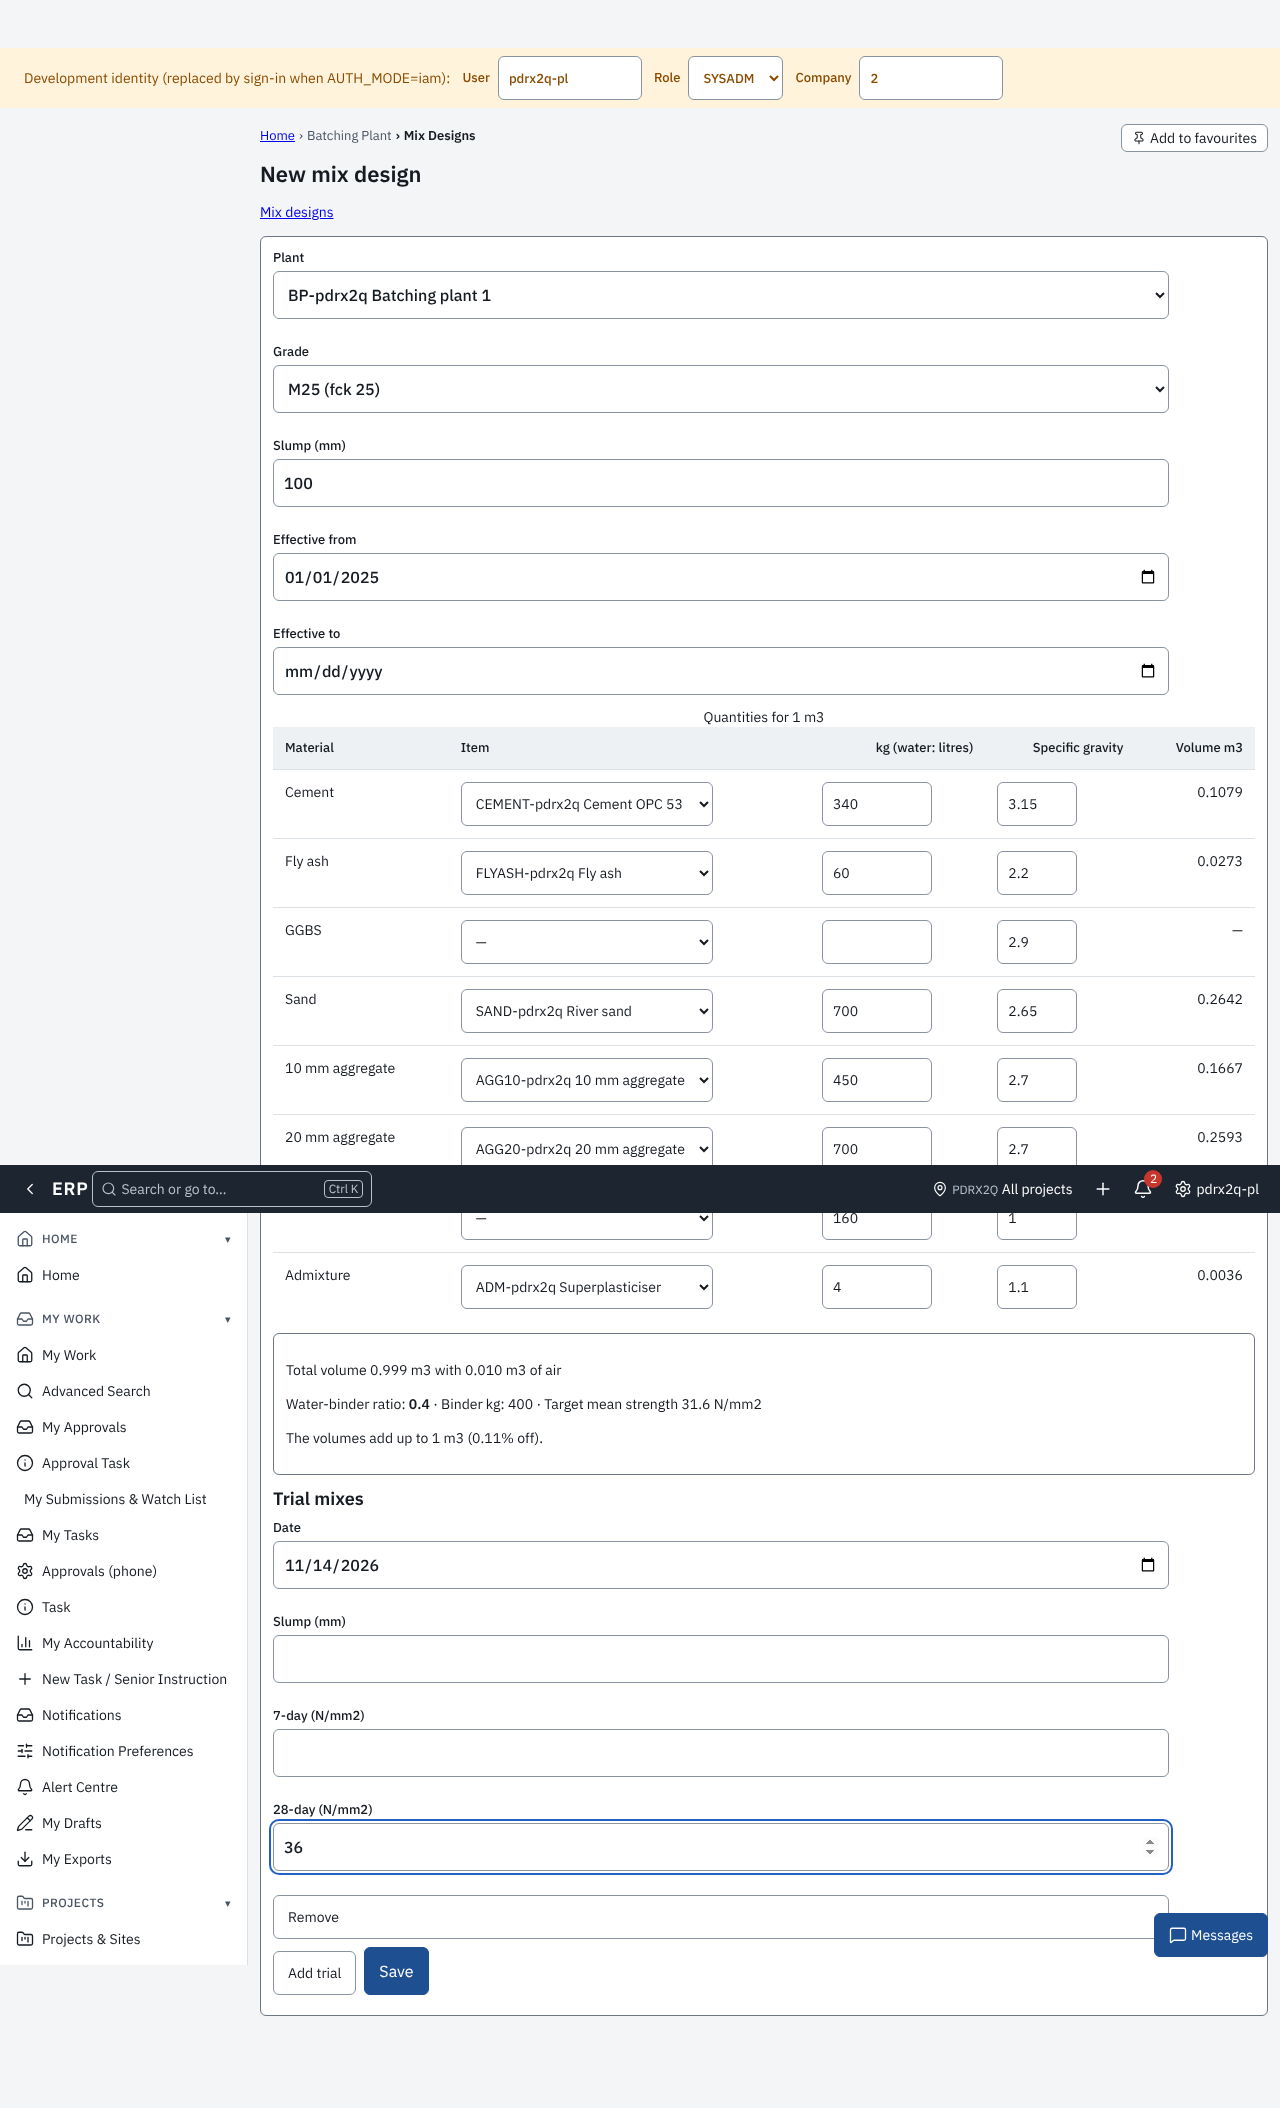 Development identity (replaced by sign-in when AUTH_MODE=iam): User pdrx2q-pl Role SYSADM Company 2
Home › Batching Plant › Mix Designs
Add to favourites
New mix design
Mix designs
Plant
BP-pdrx2q Batching plant 1
Grade
M25 (fck 25)
Slump (mm)
100
Effective from
01/01/2025
Effective to
mm/dd/yyyy
Quantities for 1 m3
Material Item kg (water: litres) Specific gravity Volume m3
Cement CEMENT-pdrx2q Cement OPC 53 340 3.15 0.1079
Fly ash FLYASH-pdrx2q Fly ash 60 2.2 0.0273
GGBS — 2.9 —
Sand SAND-pdrx2q River sand 700 2.65 0.2642
10 mm aggregate AGG10-pdrx2q 10 mm aggregate 450 2.7 0.1667
20 mm aggregate AGG20-pdrx2q 20 mm aggregate 700 2.7 0.2593
ERP Search or go to... Ctrl K PDRX2Q All projects 2 pdrx2q-pl
— 160 1
Admixture ADM-pdrx2q Superplasticiser 4 1.1 0.0036
Total volume 0.999 m3 with 0.010 m3 of air
Water-binder ratio: 0.4 · Binder kg: 400 · Target mean strength 31.6 N/mm2
The volumes add up to 1 m3 (0.11% off).
Trial mixes
Date
11/14/2026
Slump (mm)
7-day (N/mm2)
28-day (N/mm2)
36
Remove
Add trial
Save
Messages
HOME
Home
MY WORK
My Work
Advanced Search
My Approvals
Approval Task
My Submissions & Watch List
My Tasks
Approvals (phone)
Task
My Accountability
New Task / Senior Instruction
Notifications
Notification Preferences
Alert Centre
My Drafts
My Exports
PROJECTS
Projects & Sites